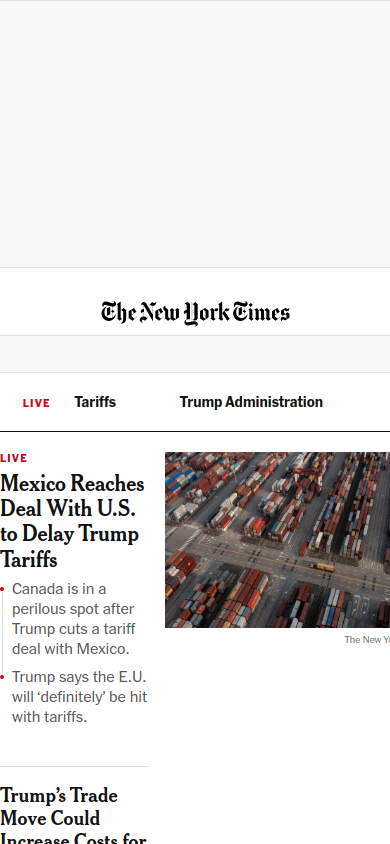 The New York Times
LIVE Tariffs Trump Administration
LIVE
Mexico Reaches
Deal With U.S.
to Delay Trump
Tariffs
Canada is in a
perilous spot after
Trump cuts a tariff
deal with Mexico.
Trump says the E.U.
will ‘definitely’ be hit
with tariffs.
The New Yo
Trump’s Trade
Move Could
Increase Costs for